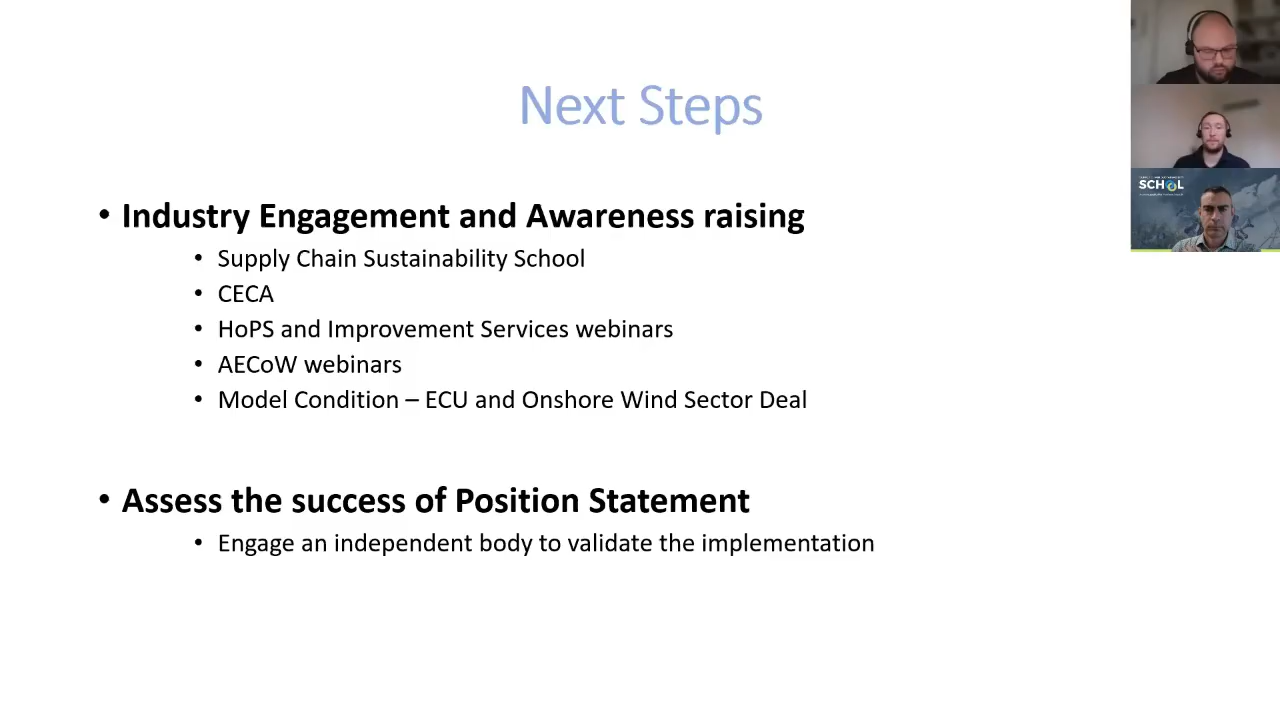 Next Steps
• Industry Engagement and Awareness raising
• Supply Chain Sustainability School
• CECA
• HoPS and Improvement Services webinars
• AECoW webinars
• Model Condition – ECU and Onshore Wind Sector Deal
• Assess the success of Position Statement
• Engage an independent body to validate the implementation
SCHOOL